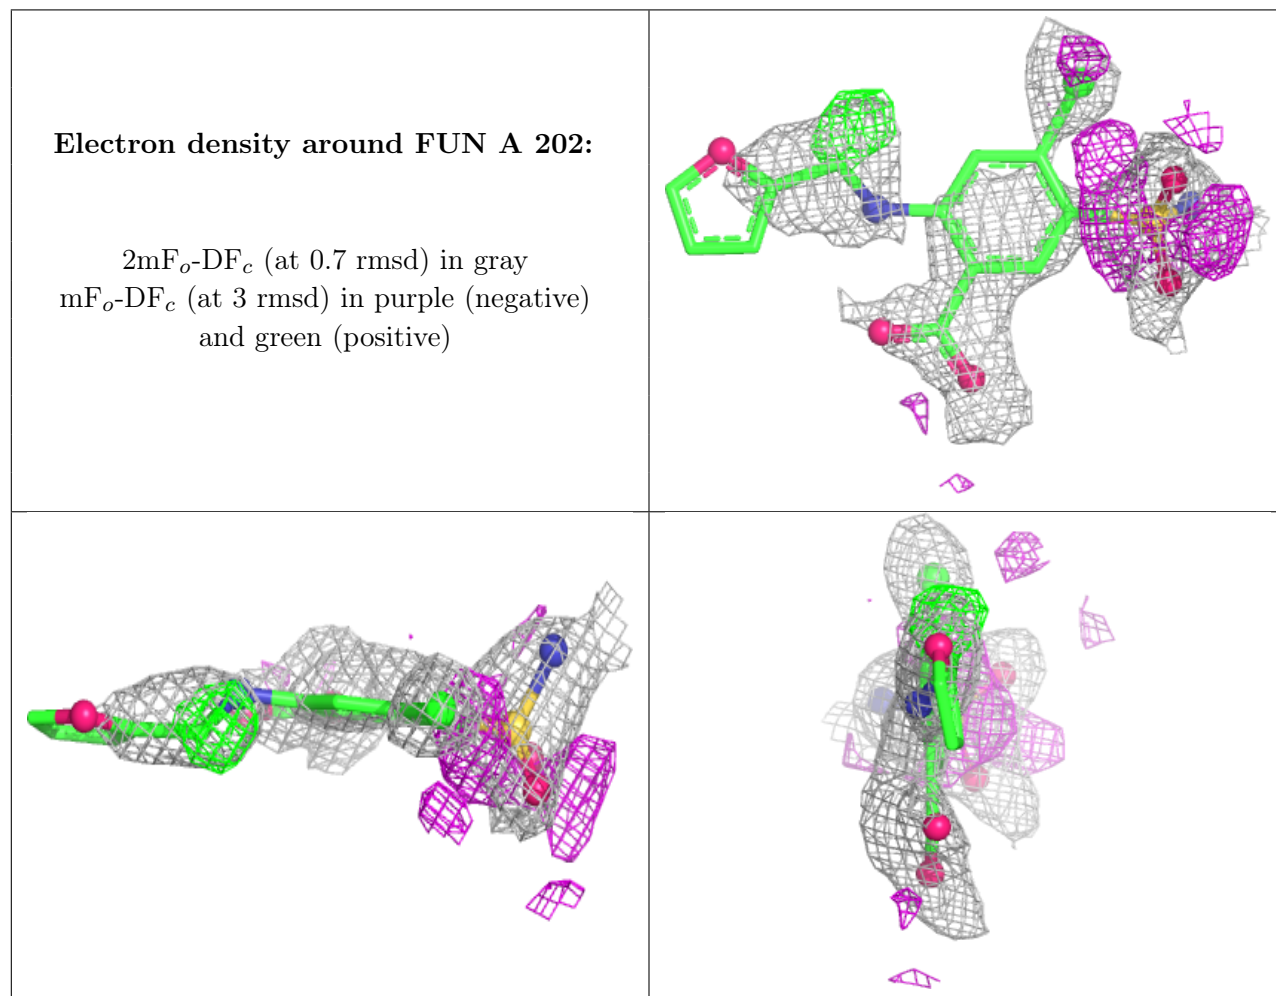 Electron density around FUN A 202:
2mFo-DFc (at 0.7 rmsd) in gray
mFo-DFc (at 3 rmsd) in purple (negative)
and green (positive)